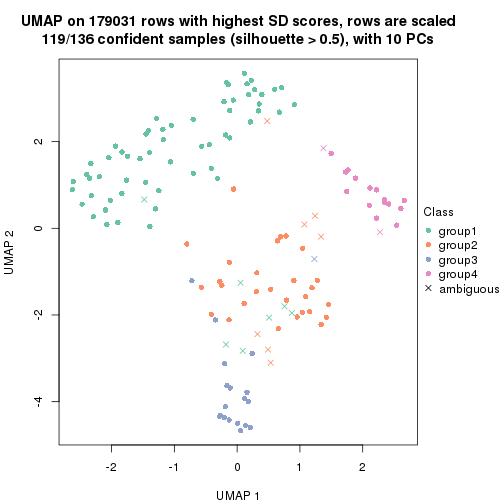 UMAP on 179031 rows with highest SD scores, rows are scaled
119/136 confident samples (silhouette > 0.5), with 10 PCs
2
0
-2
-4
UMAP 2
-2
-1
0
1
2
UMAP 1
Class
group1
group2
group3
group4
ambiguous